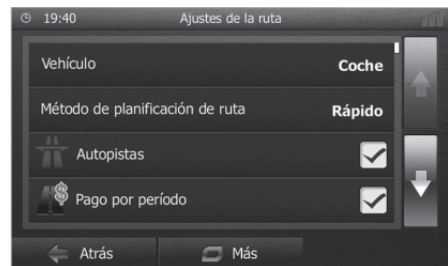 19:40 Ajustes de la ruta
Vehículo Coche
Método de planificación de ruta Rápido
Autopistas
Pago por período
Atrás Más